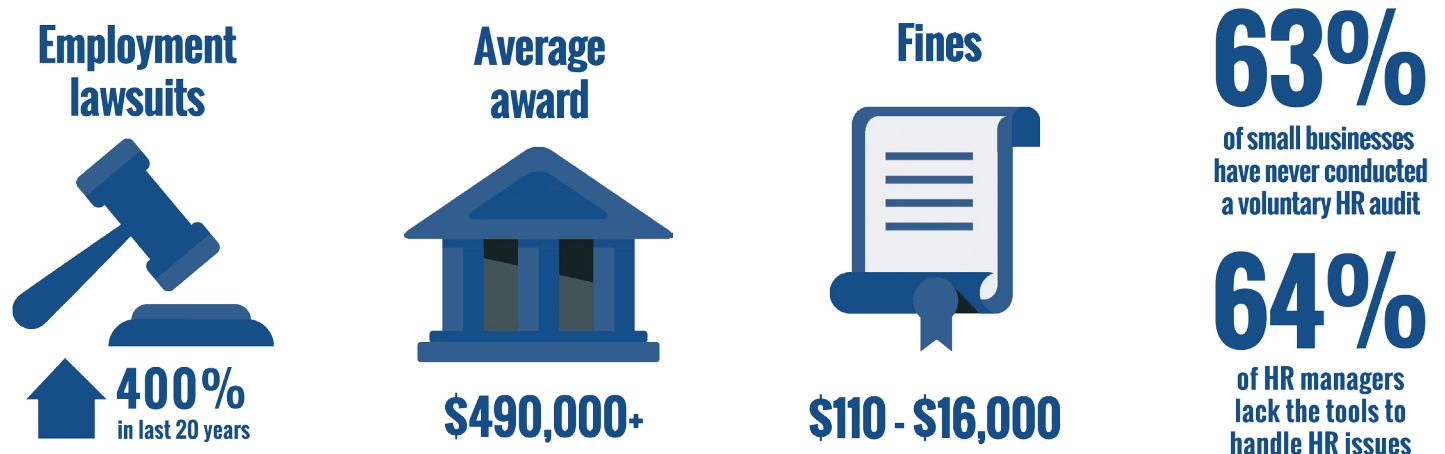 Employment
lawsuits
400%
in last 20 years
Average
award
$490,000+
Fines
$110 - $16,000
63%
of small businesses
have never conducted
a voluntary HR audit
64%
of HR managers
lack the tools to
handle HR issues